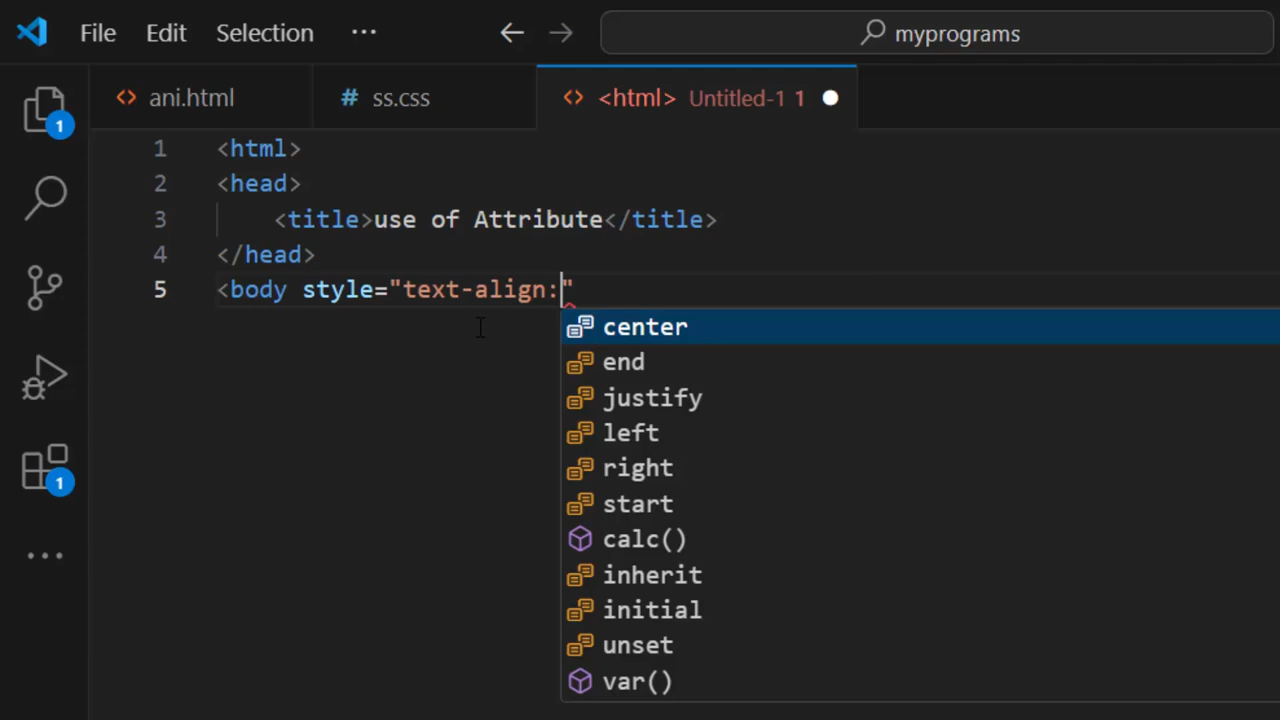 File Edit Selection ··· ← → myprograms
<> ani.html # ss.css <> <html> Untitled-1 1
1 <html>
2 <head>
3 <title>use of Attribute</title>
4 </head>
5 <body style="text-align:"
center
end
justify
left
right
start
calc()
inherit
initial
unset
var()
1
1